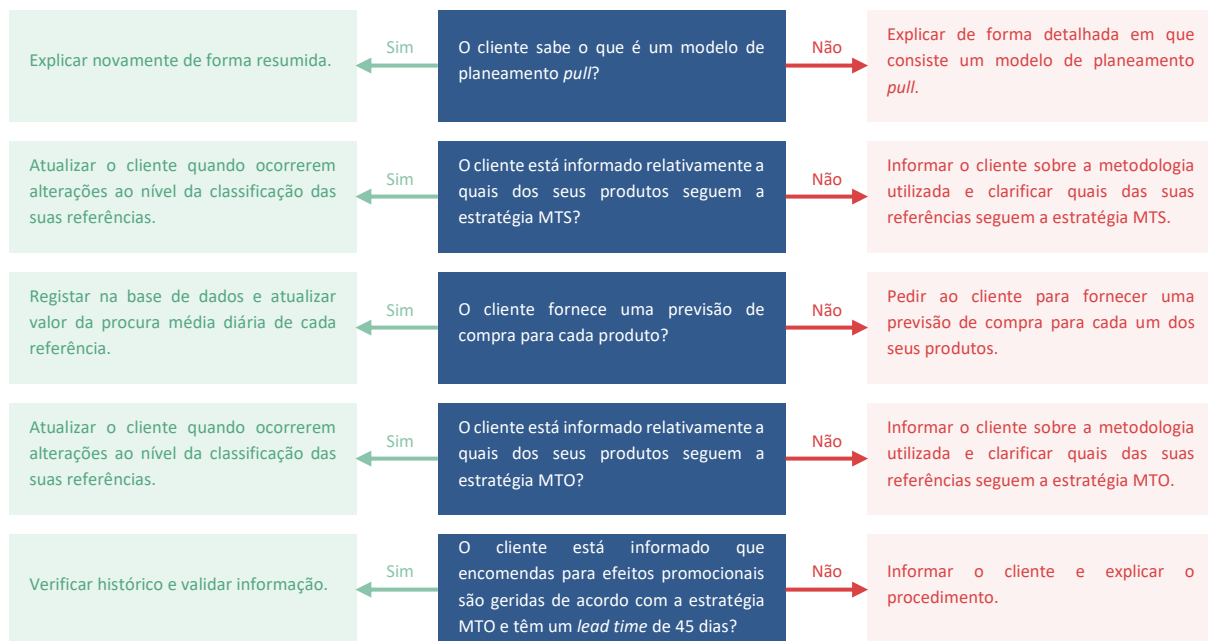 Explicar novamente de forma resumida.
Sim
O cliente sabe o que é um modelo de
planeamento pull?
Não
Explicar de forma detalhada em que
consiste um modelo de planeamento
pull.
Atualizar o cliente quando ocorrerem
alterações ao nível da classificação das
suas referências.
Sim
O cliente está informado relativamente a
quais dos seus produtos seguem a
estratégia MTS?
Não
Informar o cliente sobre a metodologia
utilizada e clarificar quais das suas
referências seguem a estratégia MTS.
Registar na base de dados e atualizar
valor da procura média diária de cada
referência.
Sim
O cliente fornece uma previsão de
compra para cada produto?
Não
Pedir ao cliente para fornecer uma
previsão de compra para cada um dos
seus produtos.
Atualizar o cliente quando ocorrerem
alterações ao nível da classificação das
suas referências.
Sim
O cliente está informado relativamente a
quais dos seus produtos seguem a
estratégia MTO?
Não
Informar o cliente sobre a metodologia
utilizada e clarificar quais das suas
referências seguem a estratégia MTO.
Verificar histórico e validar informação.
Sim
O cliente está informado que
encomendas para efeitos promocionais
são geridas de acordo com a estratégia
MTO e têm um lead time de 45 dias?
Não
Informar o cliente e explicar o
procedimento.